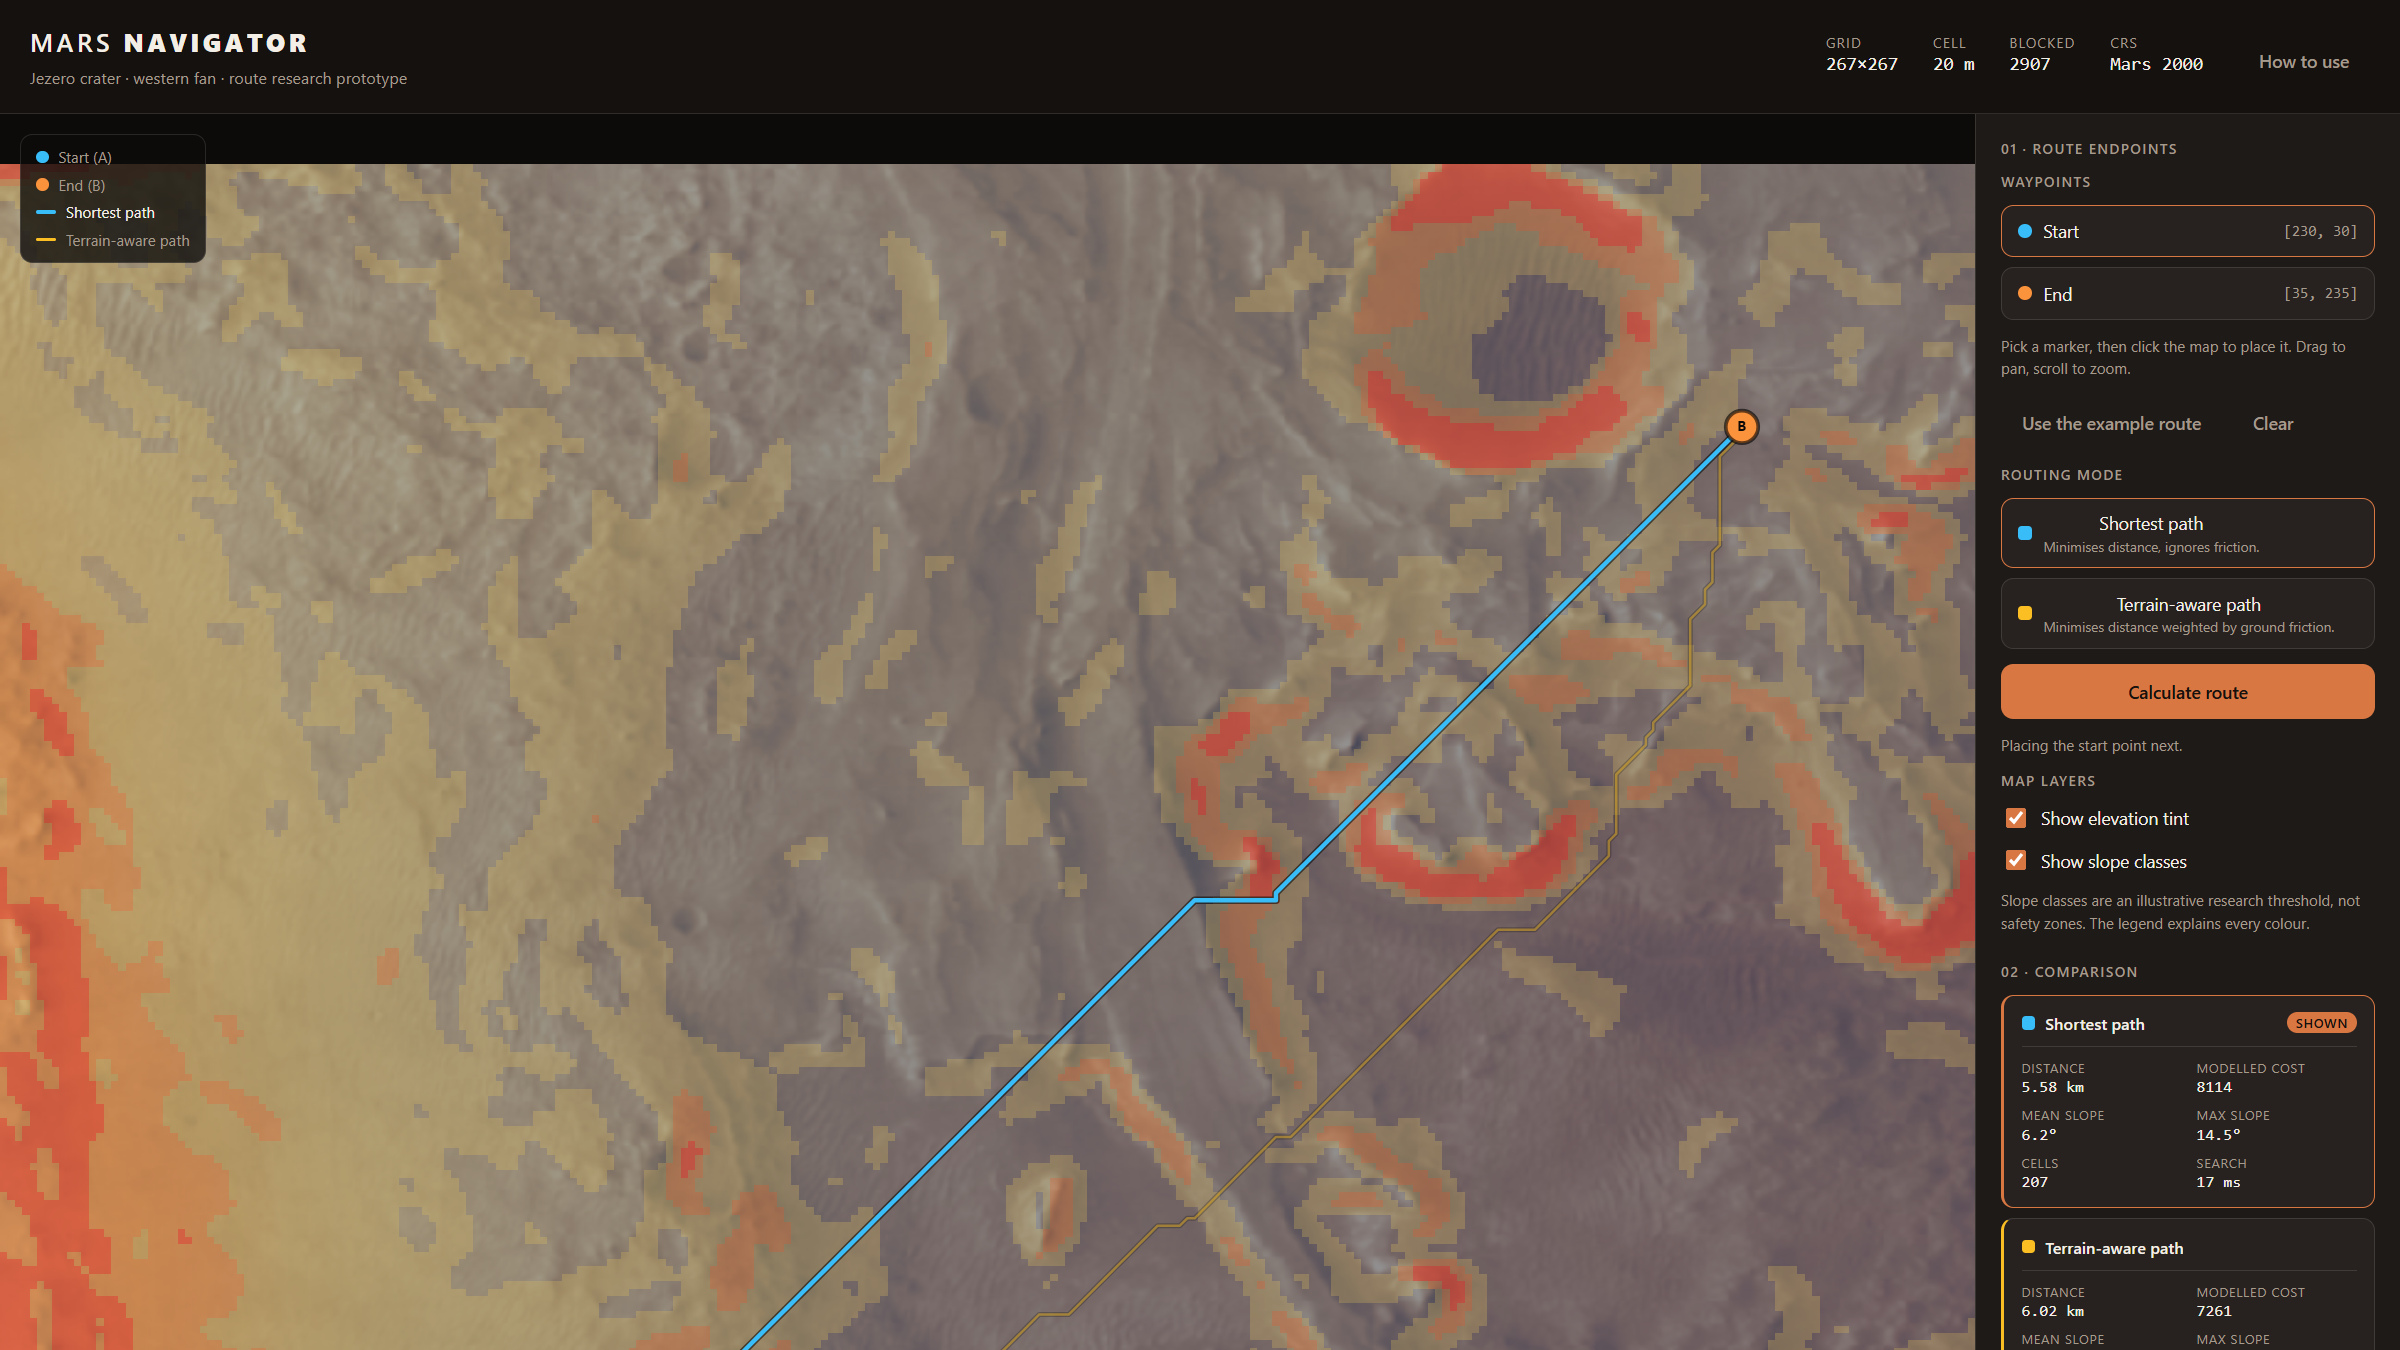 MARS NAVIGATOR
Jezero crater · western fan · route research prototype
GRID
267×267
CELL
20 m
BLOCKED
2907
CRS
Mars 2000
How to use
Start (A)
End (B)
Shortest path
Terrain-aware path
B
01 · ROUTE ENDPOINTS
WAYPOINTS
Start [230, 30]
End [35, 235]
Pick a marker, then click the map to place it. Drag to
pan, scroll to zoom.
Use the example route
Clear
ROUTING MODE
Shortest path
Minimises distance, ignores friction.
Terrain-aware path
Minimises distance weighted by ground friction.
Calculate route
Placing the start point next.
MAP LAYERS
Show elevation tint
Show slope classes
Slope classes are an illustrative research threshold, not
safety zones. The legend explains every colour.
02 · COMPARISON
Shortest path SHOWN
DISTANCE MODELLED COST
5.58 km 8114
MEAN SLOPE MAX SLOPE
6.2° 14.5°
CELLS SEARCH
207 17 ms
Terrain-aware path
DISTANCE MODELLED COST
6.02 km 7261
MEAN SLOPE MAX SLOPE